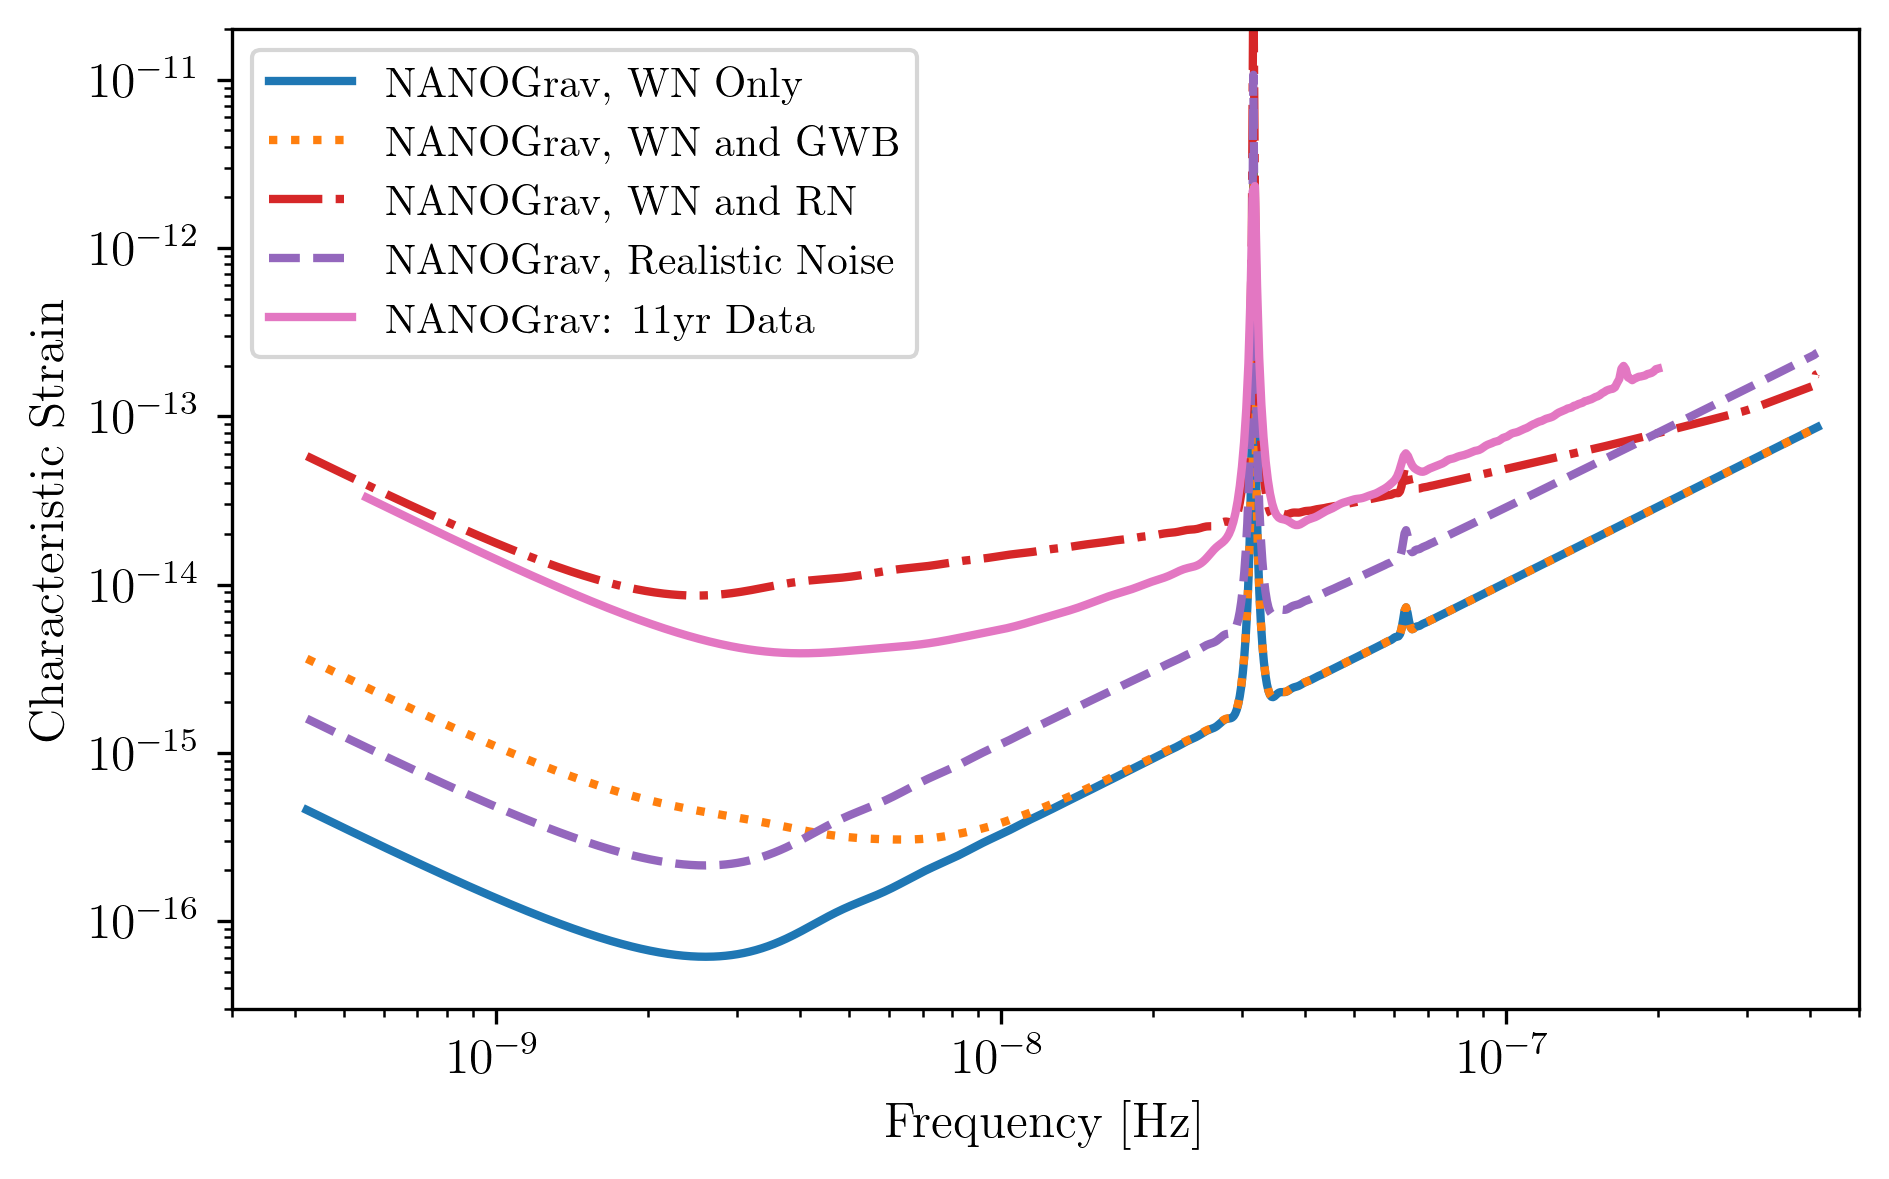 NANOGrav, WN Only
NANOGrav, WN and GWB
NANOGrav, WN and RN
NANOGrav, Realistic Noise
NANOGrav: 11yr Data
Characteristic Strain
10⁻¹¹
10⁻¹²
10⁻¹³
10⁻¹⁴
10⁻¹⁵
10⁻¹⁶
10⁻⁹ 10⁻⁸ 10⁻⁷
Frequency [Hz]